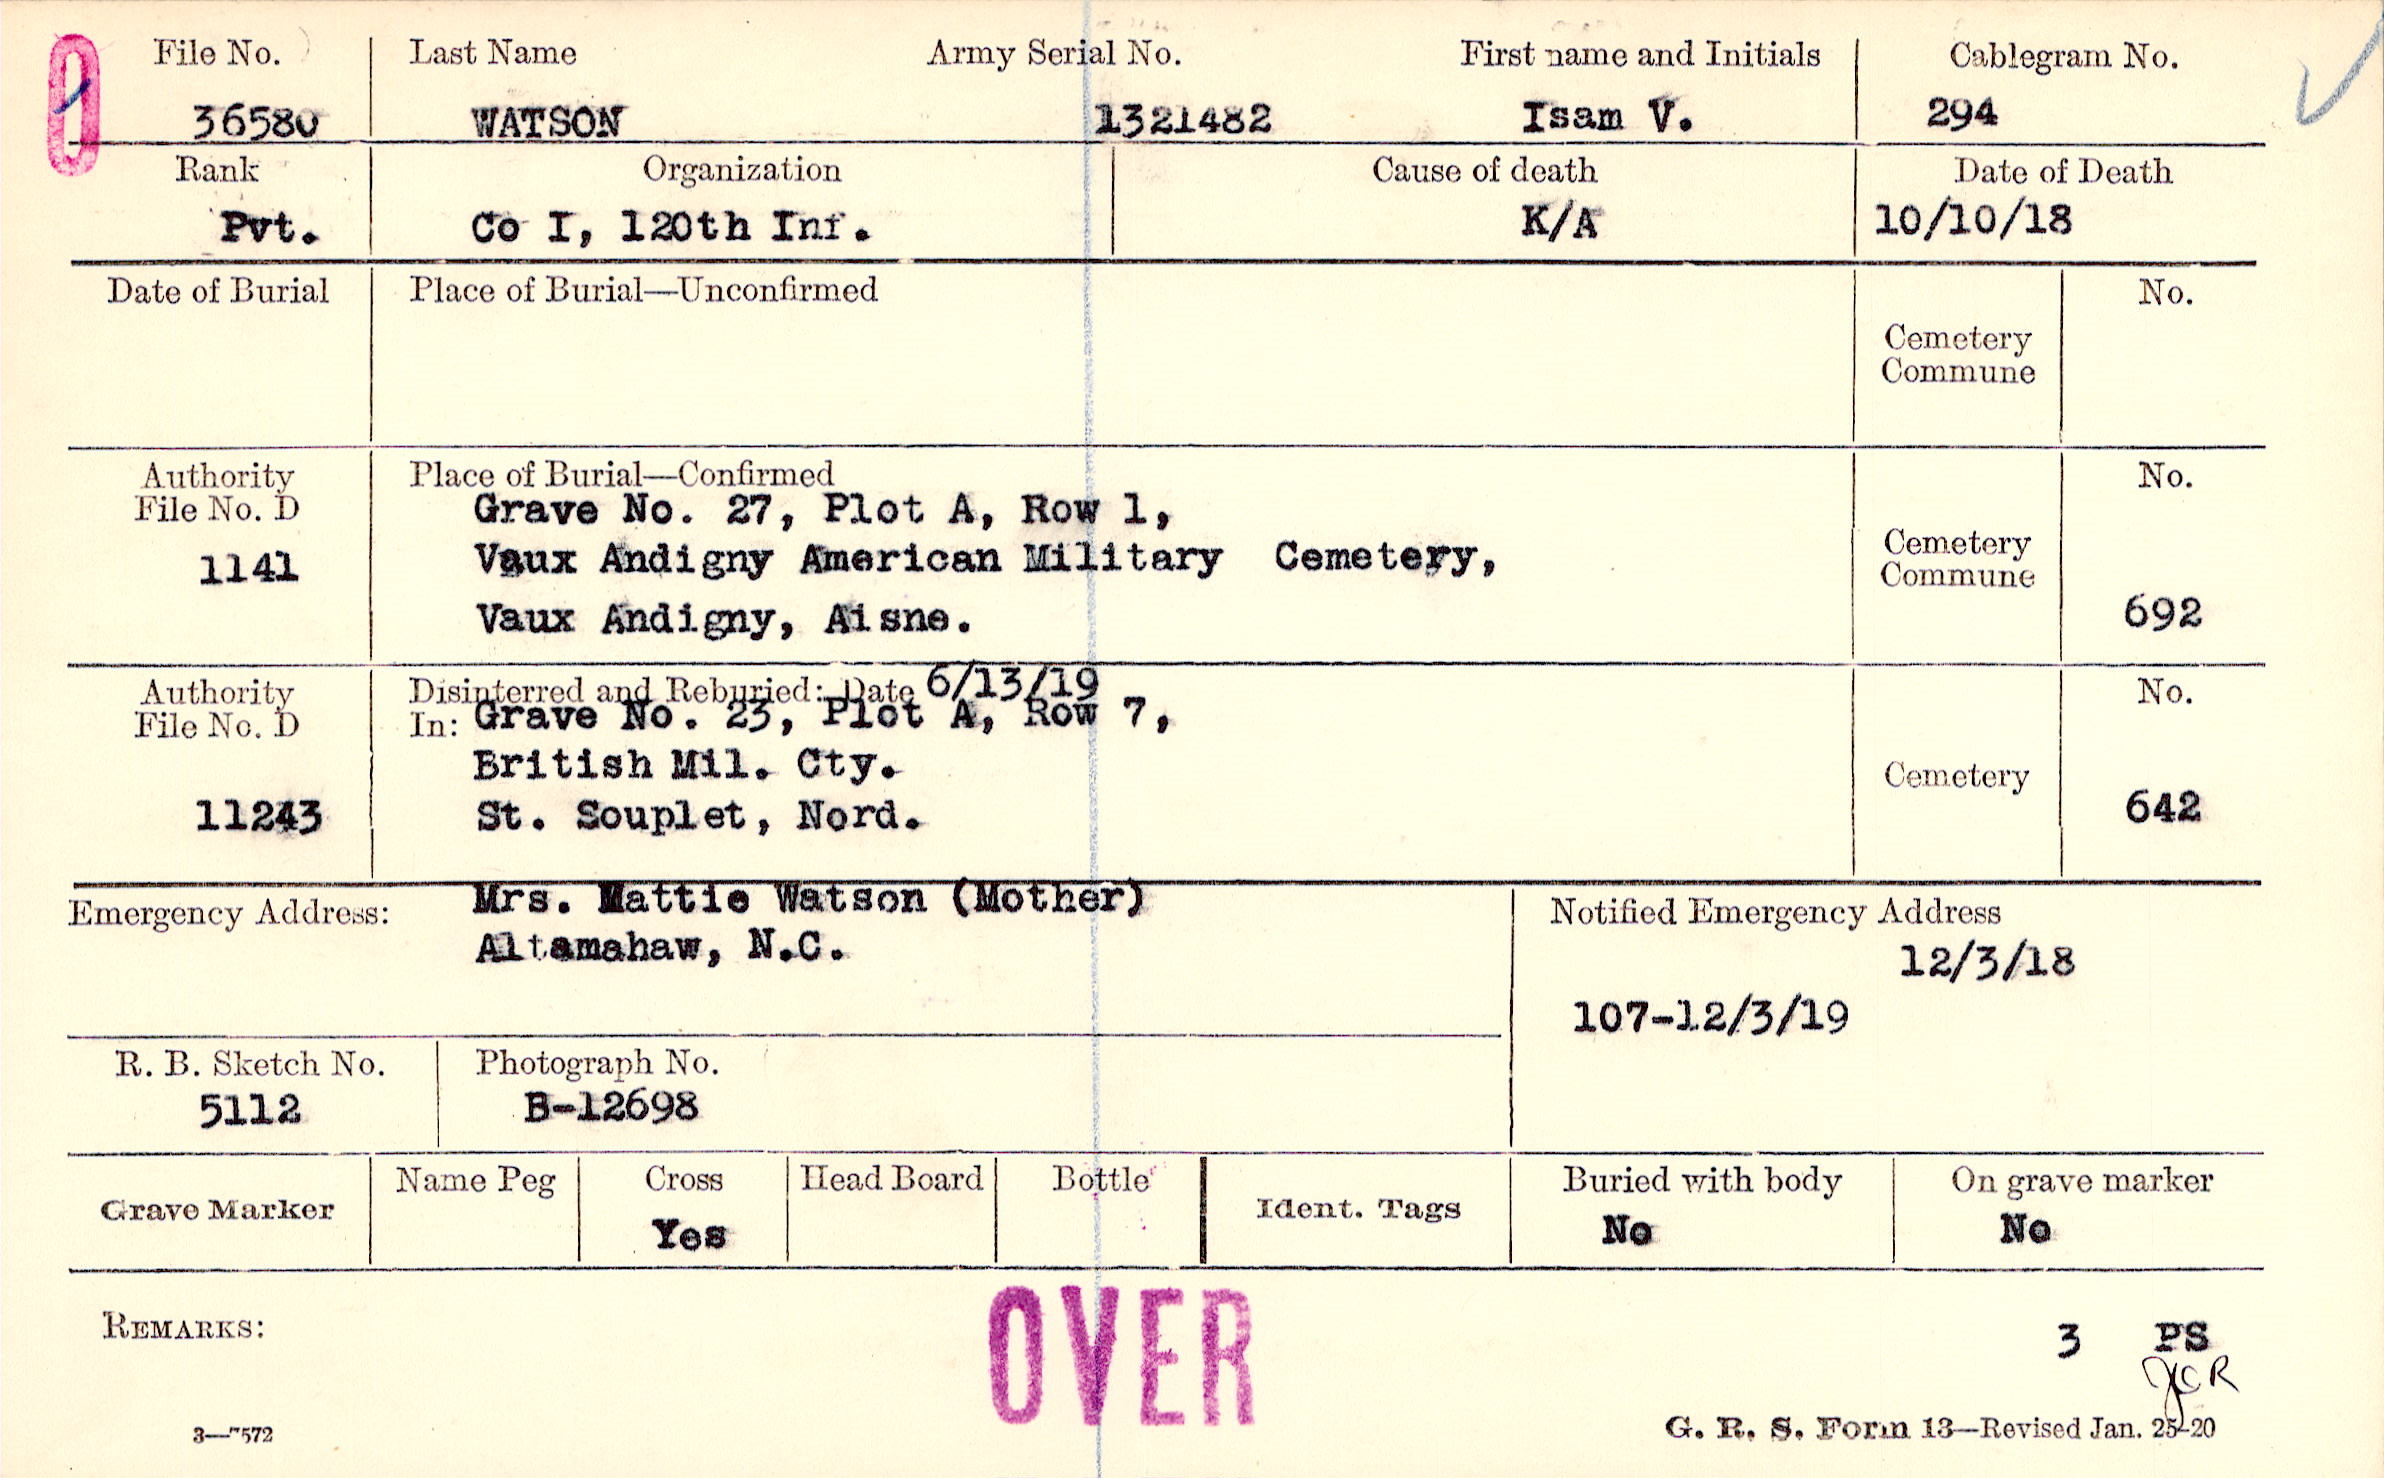 0
File No. Last Name Army Serial No. First name and Initials Cablegram No.
36580 WATSON 1321482 Isam V. 294
Rank Organization Cause of death Date of Death
Pvt. Co I, 120th Inf. K/A 10/10/18
Date of Burial Place of Burial—Unconfirmed No.
Cemetery
Commune
Authority Place of Burial—Confirmed No.
File No. D Grave No. 27, Plot A, Row 1,
1141 Vaux Andigny American Military Cemetery, Cemetery
Commune
Vaux Andigny, Aisne. 692
Authority Disinterred and Reburied: Date 6/13/19 No.
File No. D In: Grave No. 23, Plot A, Row 7,
British Mil. Cty. Cemetery
11243 St. Souplet, Nord. 642
Emergency Address: Mrs. Mattie Watson (Mother) Notified Emergency Address
Altamahaw, N.C. 12/3/18
107-12/3/19
R. B. Sketch No. Photograph No.
5112 B-12698
Grave Marker Name Peg Cross Head Board Bottle Ident. Tags Buried with body On grave marker
Yes No No
OVER
REMARKS: 3 PS
JCR
3—7572 G. R. S. Form 13—Revised Jan. 25-20